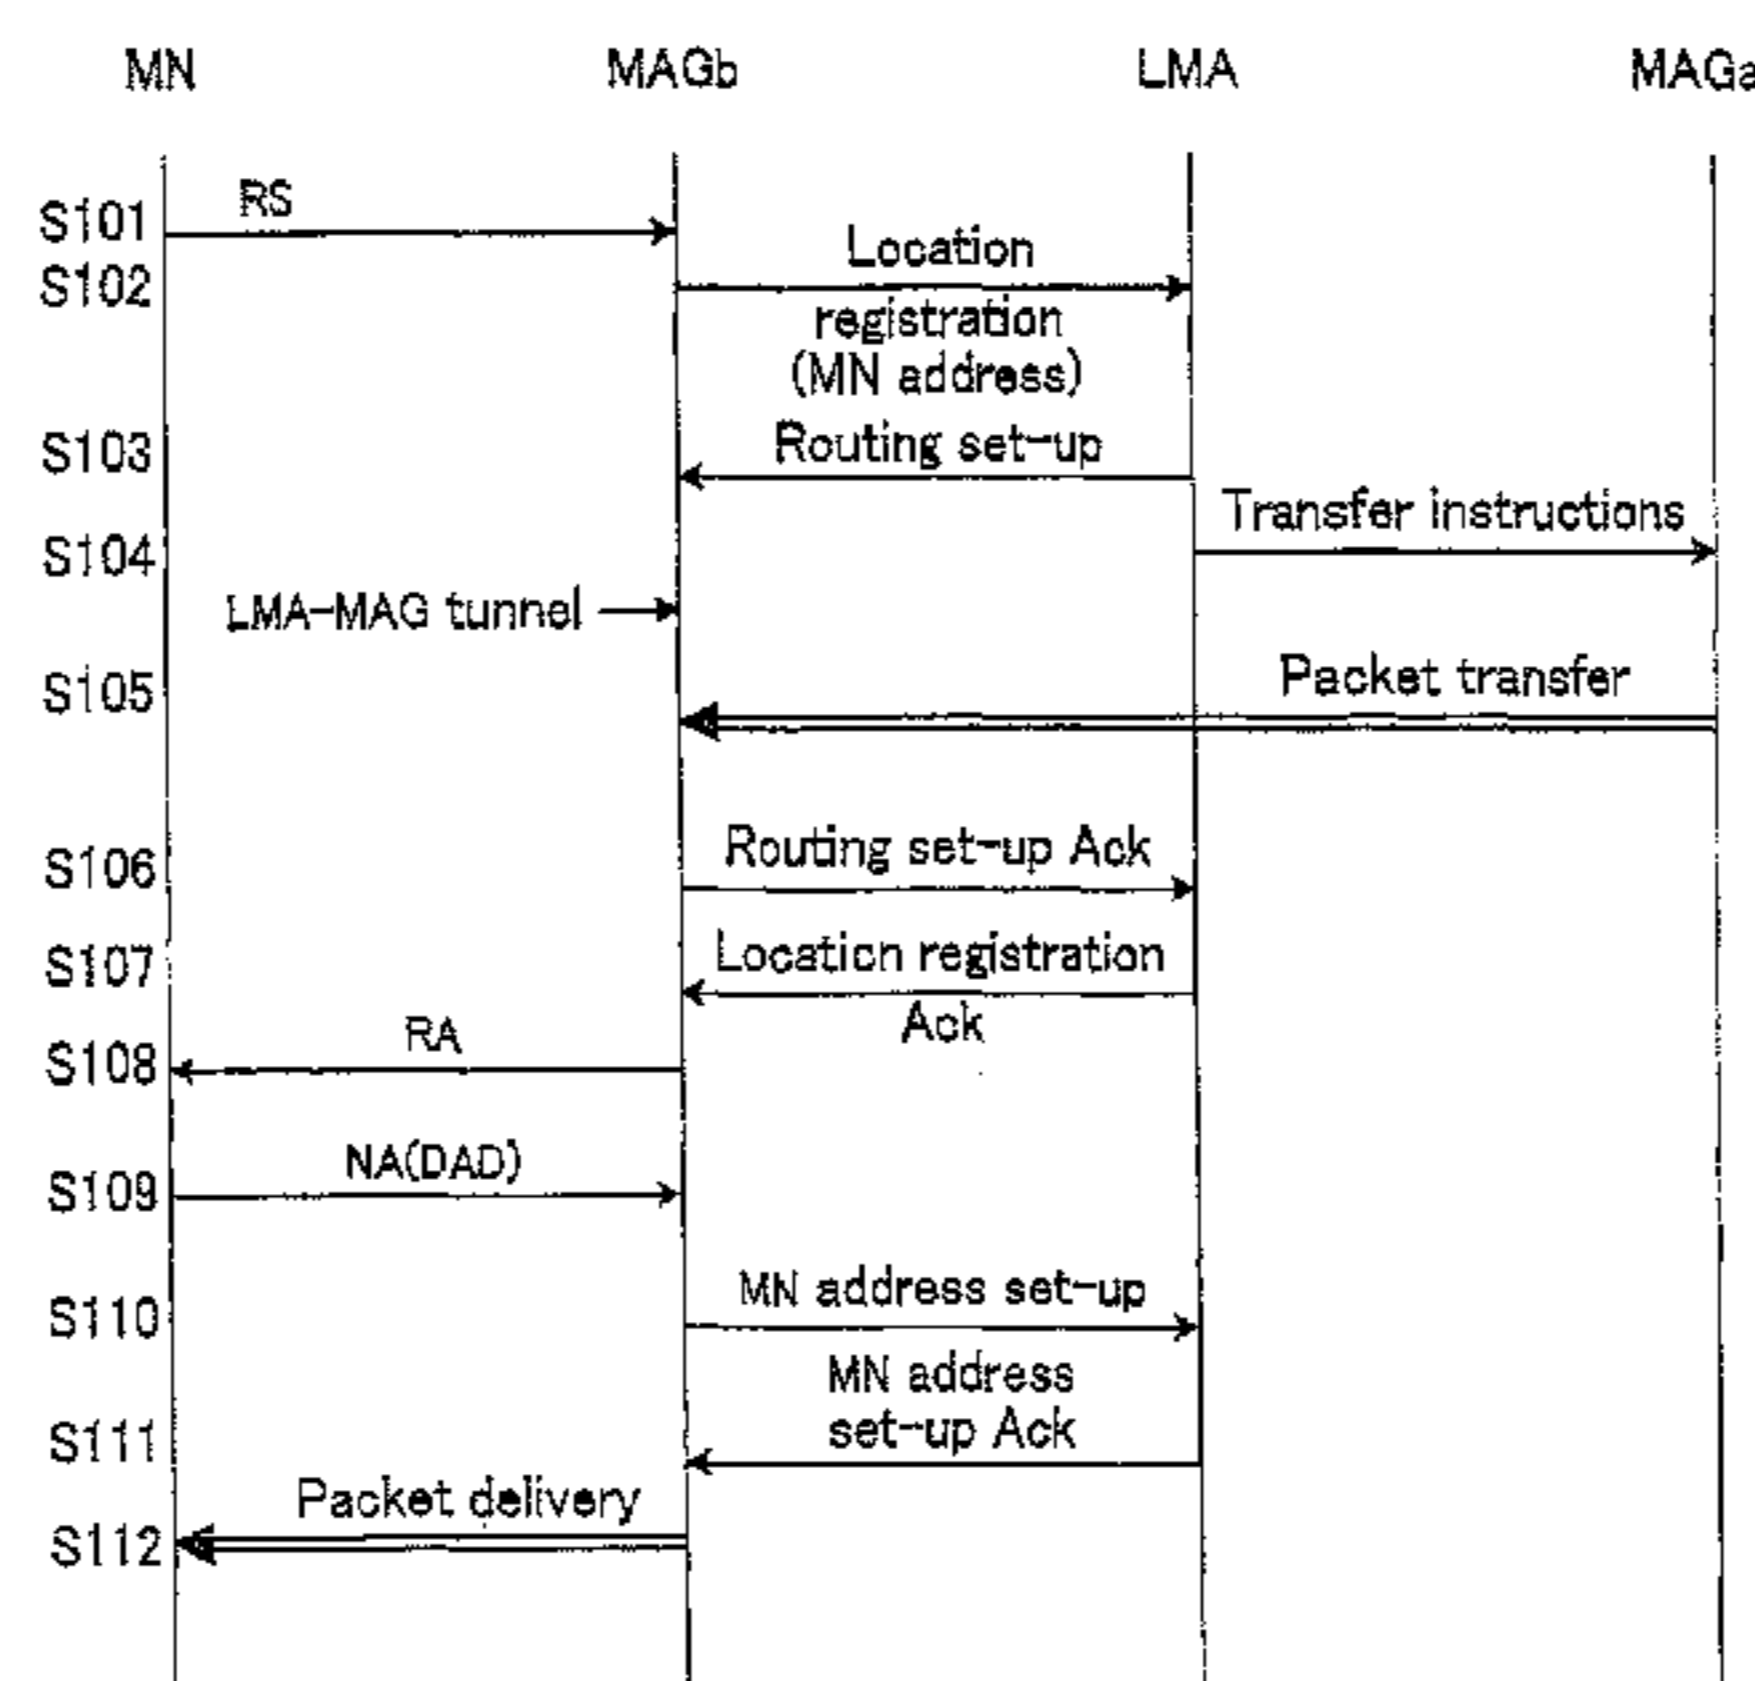 MN MAGb LMA MAGa
S101 RS
S102 Location
registration
(MN address)
S103 Routing set-up
Transfer instructions
S104
LMA-MAG tunnel
S105 Packet transfer
S106 Routing set-up Ack
S107 Location registration
Ack
S108 RA
S109 NA(DAD)
S110 MN address set-up
MN address
S111 set-up Ack
Packet delivery
S112